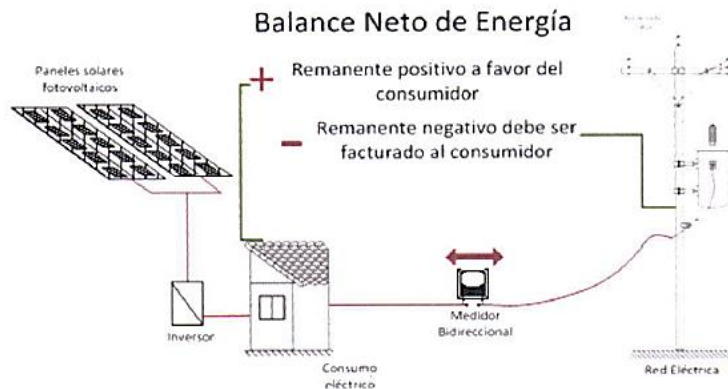 Balance Neto de Energía
Paneles solares
fotovoltaicos
+ Remanente positivo a favor del
consumidor
- Remanente negativo debe ser
facturado al consumidor
Inversor
Medidor
Bidireccional
Consumo
eléctrico
Red Eléctrica